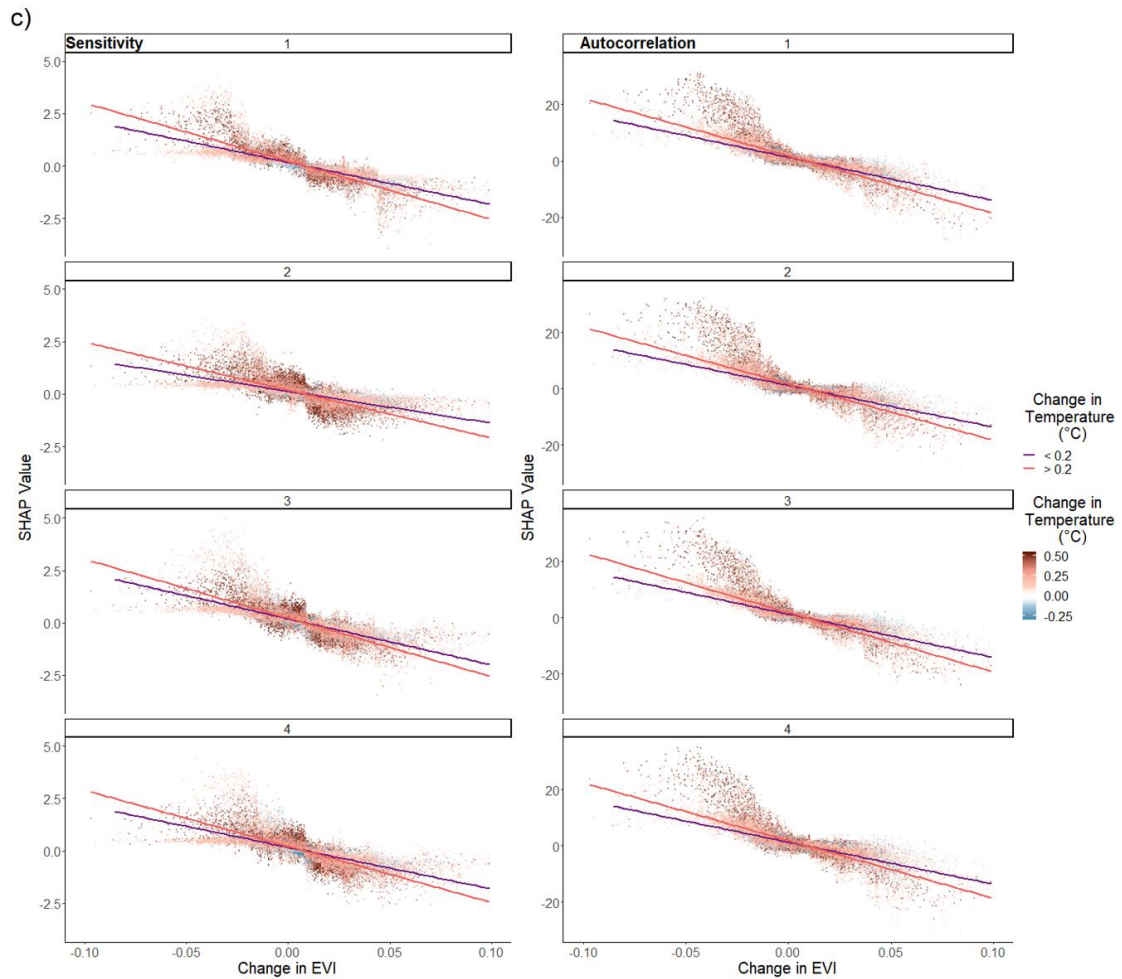 c)
Sensitivity 1
5.0
2.5
0.0
-2.5
2
5.0
2.5
0.0
-2.5
3
5.0
2.5
0.0
-2.5
4
5.0
2.5
0.0
-2.5
-0.10 -0.05 0.00 0.05 0.10
Change in EVI
SHAP Value
Autocorrelation 1
20
0
-20
2
20
0
-20
3
20
0
-20
4
20
0
-20
-0.10 -0.05 0.00 0.05 0.10
Change in EVI
SHAP Value
Change in
Temperature
(°C)
< 0.2
> 0.2
Change in
Temperature
(°C)
0.50
0.25
0.00
-0.25